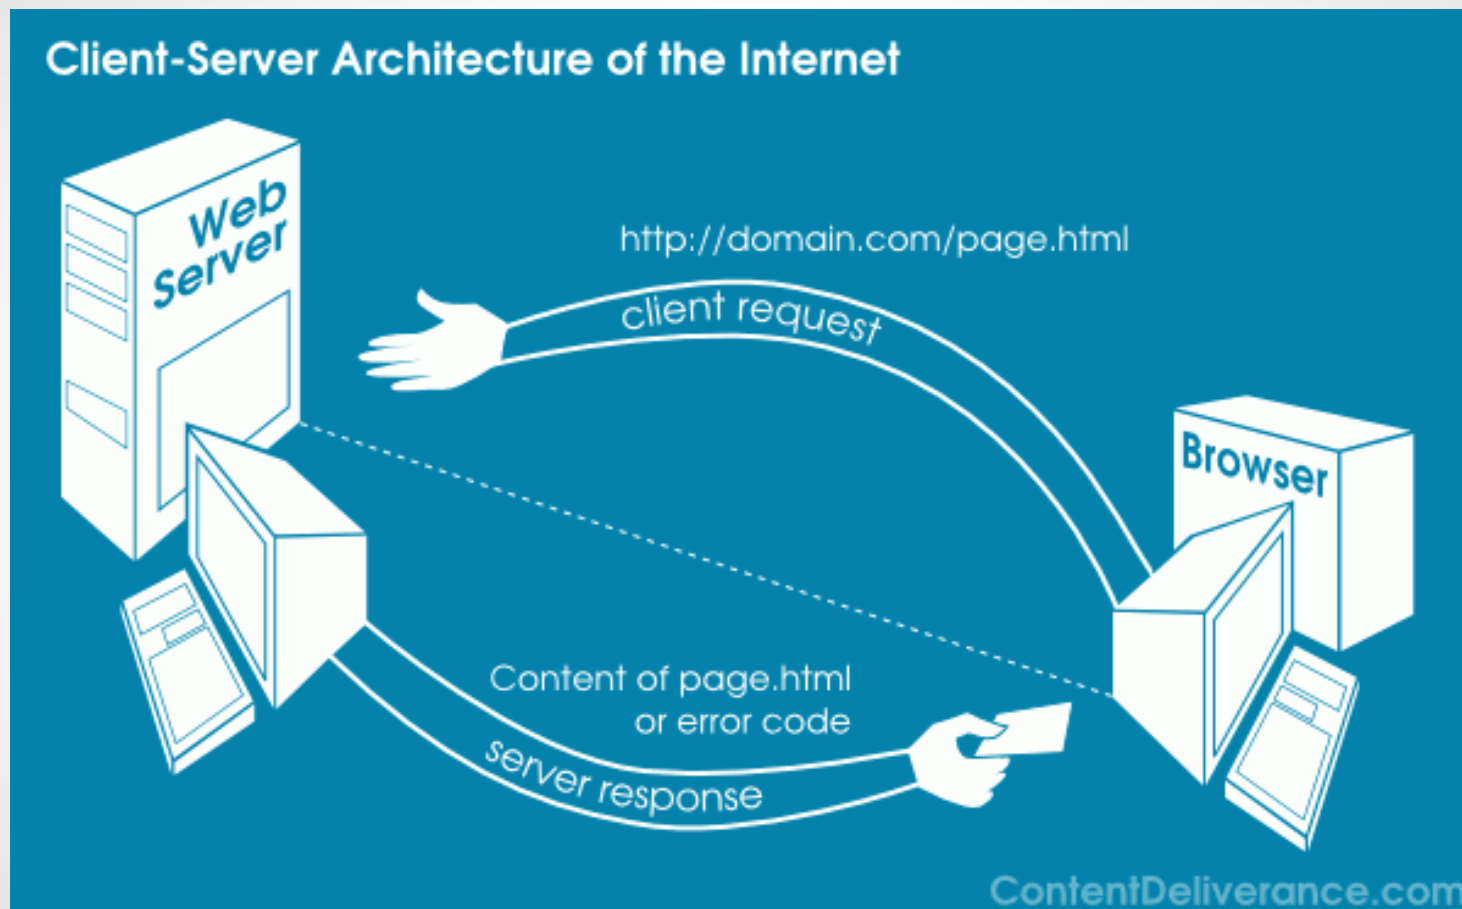 Client-Server Architecture of the Internet
Web
Server
http://domain.com/page.html
client request
Browser
Content of page.html
or error code
server response
ContentDeliverance.com